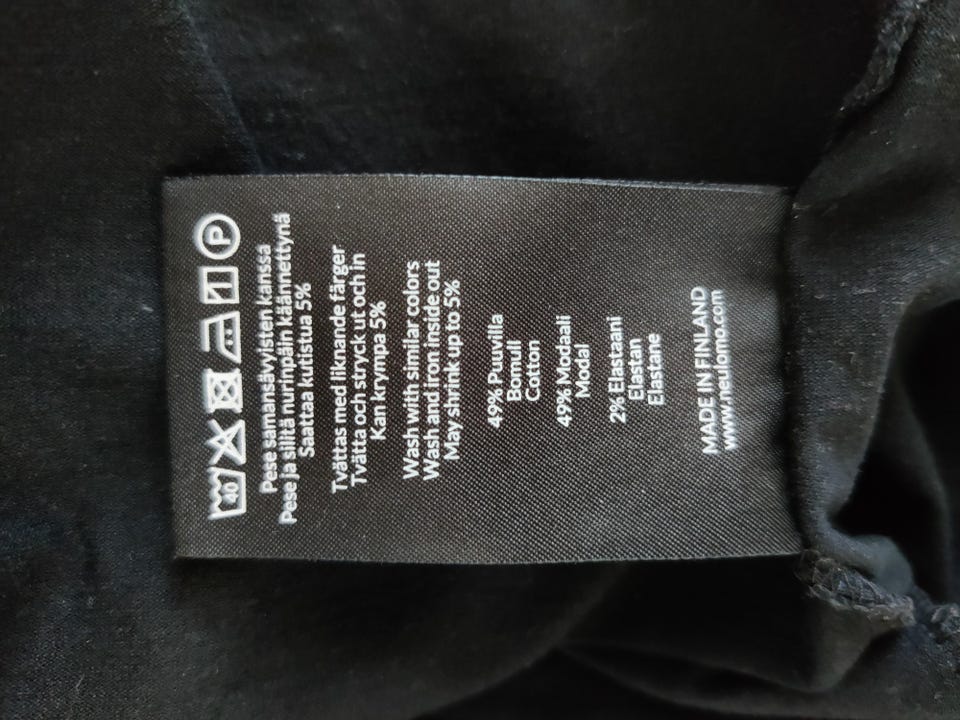 40 P
Pese samansävyisten kanssa
Pese ja silitä nurinpäin käännettynä
Saattaa kutistua 5%
Tvättas med liknande färger
Tvätta och stryck ut och in
Kan krympa 5%
Wash with similar colors
Wash and iron inside out
May shrink up to 5%
49% Puuvilla
Bomull
Cotton
49% Modaali
Modal
2% Elastaani
Elastan
Elastane
MADE IN FINLAND
www.neulomo.com